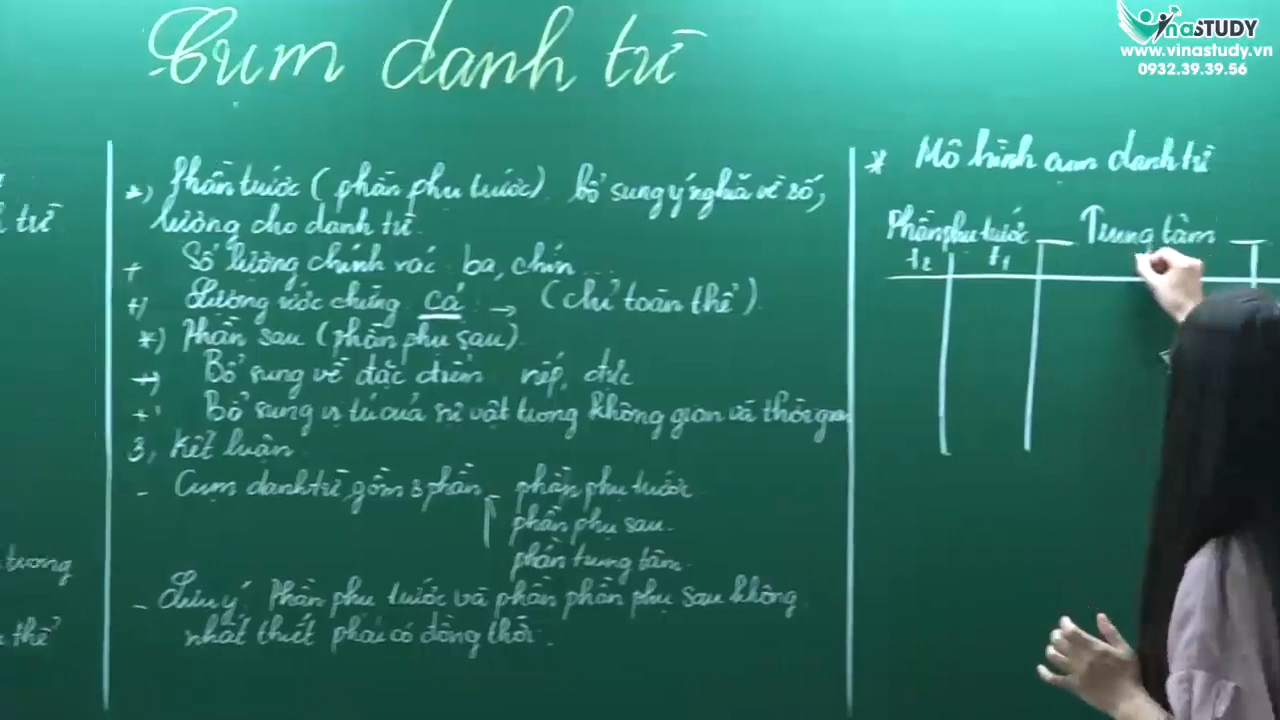 VinaSTUDY
www.vinastudy.vn
0932.39.39.56
Cụm danh từ
từ
tương
thể
*) Phần trước (phần phụ trước). bổ sung ý nghĩa về số,
lượng cho danh từ.
+ Số lượng chính xác: ba, chín...
+) Lượng ước chừng cả → (chỉ toàn thể).
*) Phần sau (phần phụ sau).
+) Bổ sung về đặc điểm nếp, đực
+ Bổ sung vị trí của sự vật trong không gian và thời gian
3, Kết luận.
- Cụm danh từ gồm 3 phần - phần phụ trước.
phần phụ sau.
phần trung tâm.
- Lưu ý: Phần phụ trước và phần phần phụ sau không
nhất thiết phải có đồng thời.
* Mô hình cụm danh từ
Phần phụ trước Trung tâm
t2 t1